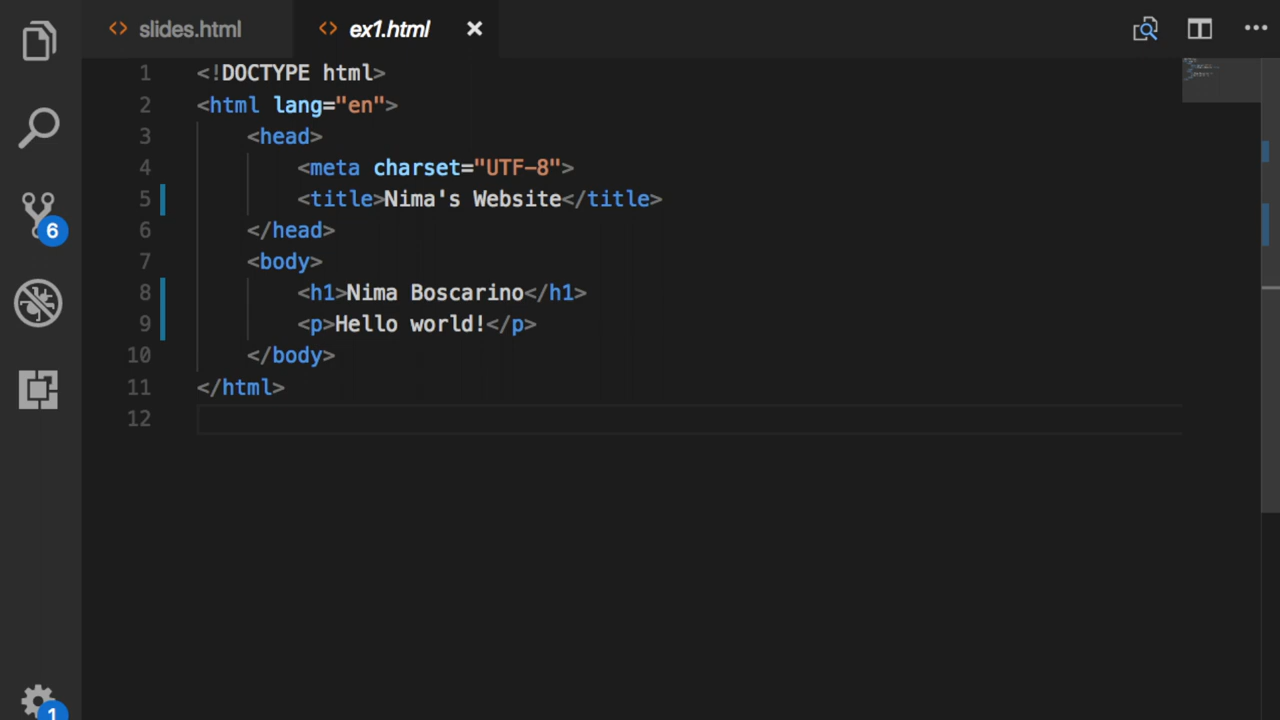 slides.html
ex1.html
1 <!DOCTYPE html>
2 <html lang="en">
3     <head>
4         <meta charset="UTF-8">
5         <title>Nima's Website</title>
6     </head>
7     <body>
8         <h1>Nima Boscarino</h1>
9         <p>Hello world!</p>
10     </body>
11 </html>
12
6
1